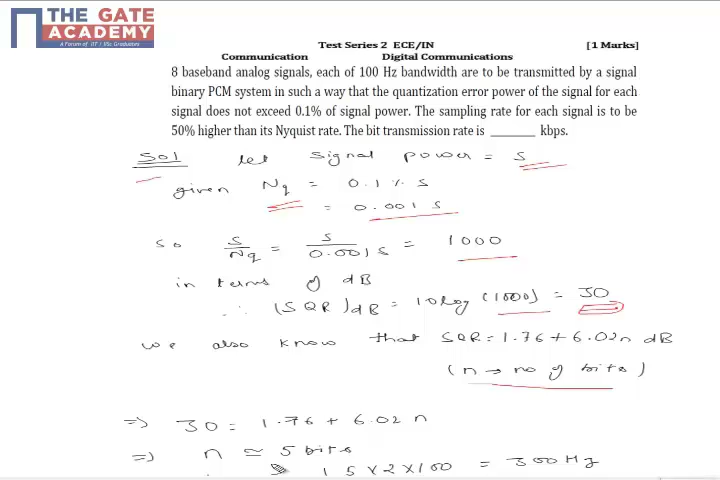 THE GATE
ACADEMY
A Forum of IIT / IISc Graduates
Test Series 2 ECE/IN [1 Marks]
Communication Digital Communications
8 baseband analog signals, each of 100 Hz bandwidth are to be transmitted by a signal
binary PCM system in such a way that the quantization error power of the signal for each
signal does not exceed 0.1% of signal power. The sampling rate for each signal is to be
50% higher than its Nyquist rate. The bit transmission rate is ______ kbps.
Sol let signal power = S
given Nq = 0.1 % S
= 0.001 S
So S/Nq = S/0.001S = 1000
in terms of dB
∴ (SQR)dB = 10log (1000) = 30
we also know that SQR = 1.76 + 6.02n dB
(n → no of bits)
⇒ 30 = 1.76 + 6.02 n
⇒ n ≃ 5 bits
1.5 × 2 × 100 = 300 Hz